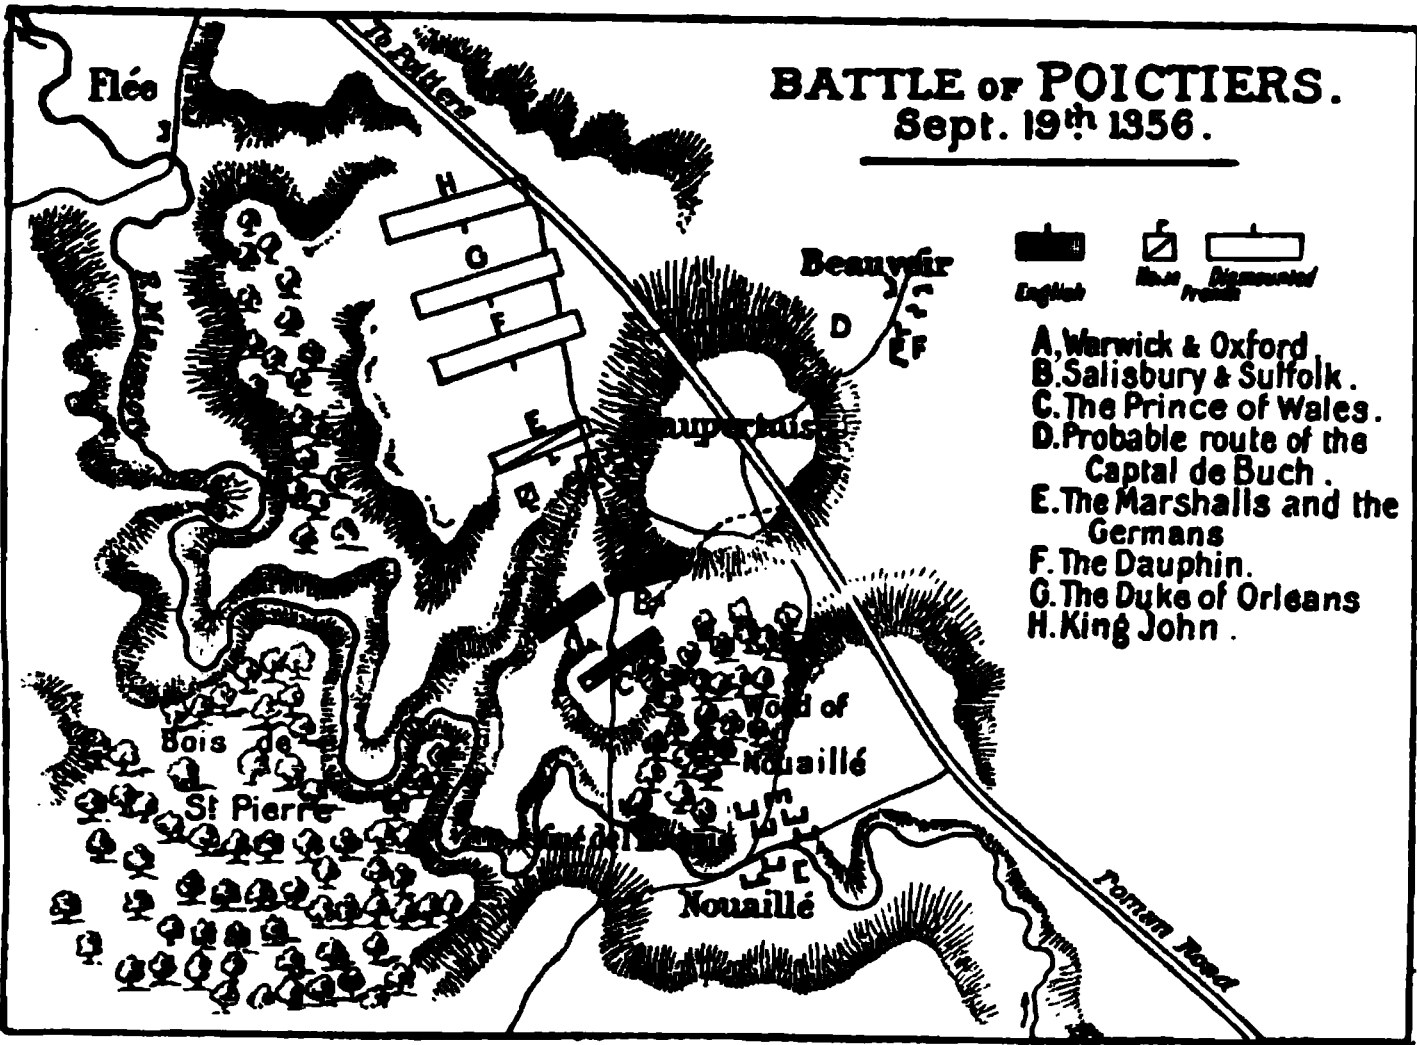 BATTLE OF POICTIERS.
Sept. 19th 1356.
To Poitiers
Flée
H
G
F
E
Beauvoir
D
English
Dismounted
French
A, Warwick & Oxford.
B. Salisbury & Suffolk.
C. The Prince of Wales.
D. Probable route of the
Captal de Buch.
E. The Marshalls and the
Germans
F. The Dauphin.
G. The Duke of Orleans
H. King John.
B
A
C
Wood of
Nouaillé
Bois de
St Pierre
Nouaillé
Roman Road